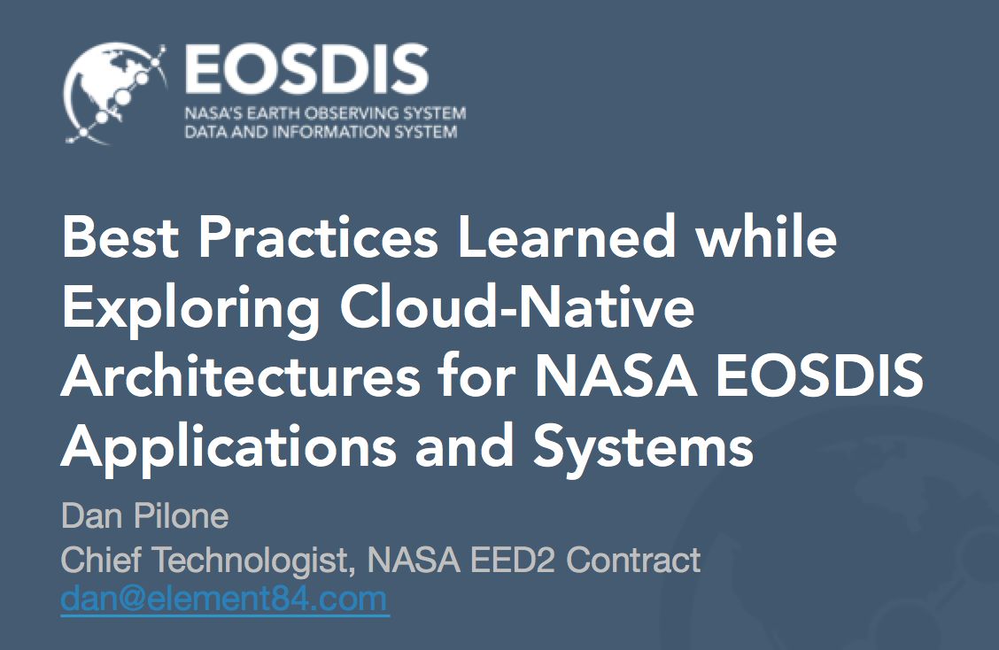 EOSDIS
NASA'S EARTH OBSERVING SYSTEM
DATA AND INFORMATION SYSTEM
Best Practices Learned while
Exploring Cloud-Native
Architectures for NASA EOSDIS
Applications and Systems
Dan Pilone
Chief Technologist, NASA EED2 Contract
dan@element84.com